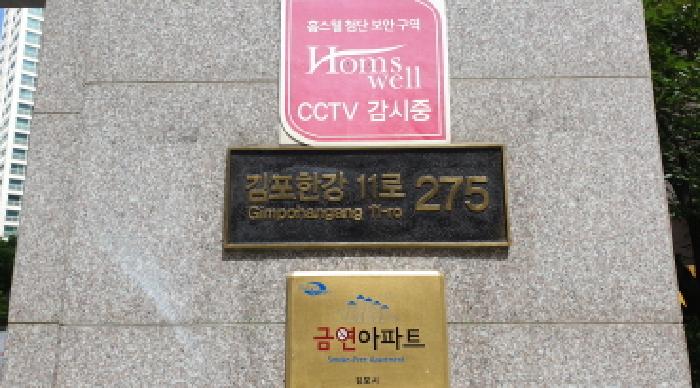 홈스웰 첨단 보안 구역
Homs
well
CCTV 감시중
김포한강 11로 275
Gimpohangang 11-ro
금연아파트
Smoke-Free Apartment
김포시